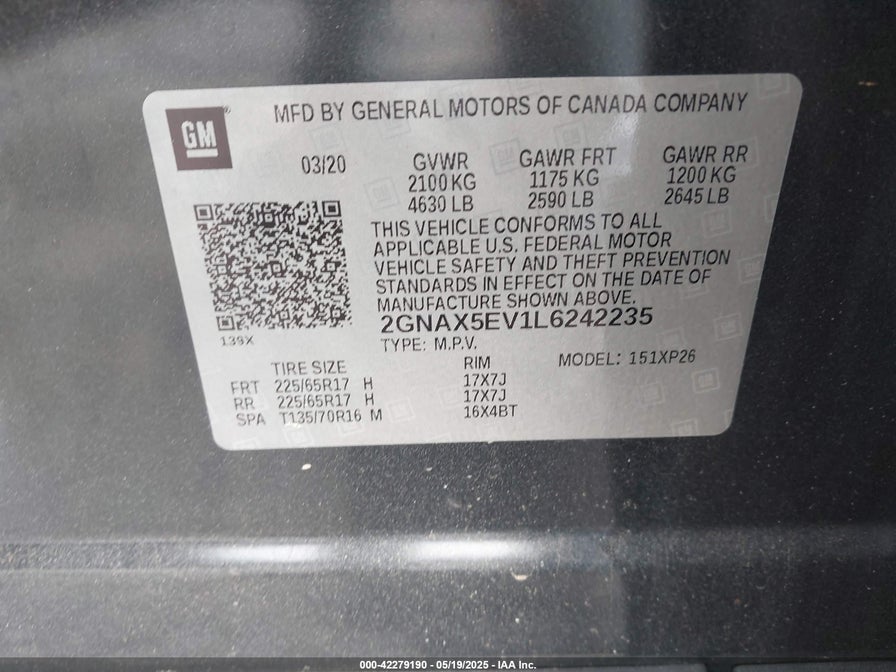 GM
MFD BY GENERAL MOTORS OF CANADA COMPANY
03/20
GVWR
2100 KG
4630 LB
GAWR FRT
1175 KG
2590 LB
GAWR RR
1200 KG
2645 LB
THIS VEHICLE CONFORMS TO ALL
APPLICABLE U.S. FEDERAL MOTOR
VEHICLE SAFETY AND THEFT PREVENTION
STANDARDS IN EFFECT ON THE DATE OF
MANUFACTURE SHOWN ABOVE.
2GNAX5EV1L6242235
139X
TYPE: M.P.V.
MODEL: 151XP26
TIRE SIZE RIM
FRT 225/65R17 H 17X7J
RR 225/65R17 H 17X7J
SPA T135/70R16 M 16X4BT
000-42279190 - 05/19/2025 - IAA Inc.